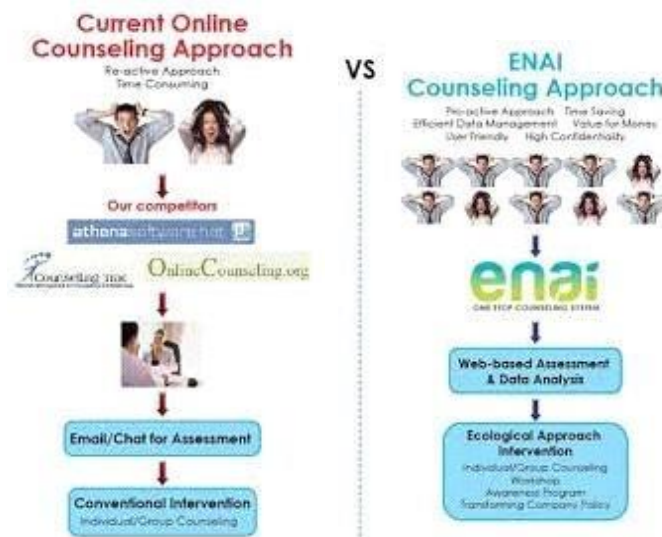 Current Online
Counseling Approach
Re-active Approach
Time Consuming
Our competitors
athenasoftware.net
Counseling
OnlineCounseling.org
Email/Chat for Assessment
Conventional Intervention
Individual/Group Counseling
VS
ENAI
Counseling Approach
Pro-active Approach Time Saving
Efficient Data Management Value for Money
User Friendly High Confidentiality
enai
ONE STOP COUNSELING SYSTEM
Web-based Assessment
& Data Analysis
Ecological Approach
Intervention
Individual/Group Counseling
Workshop
Awareness Program
Transforming Company Policy